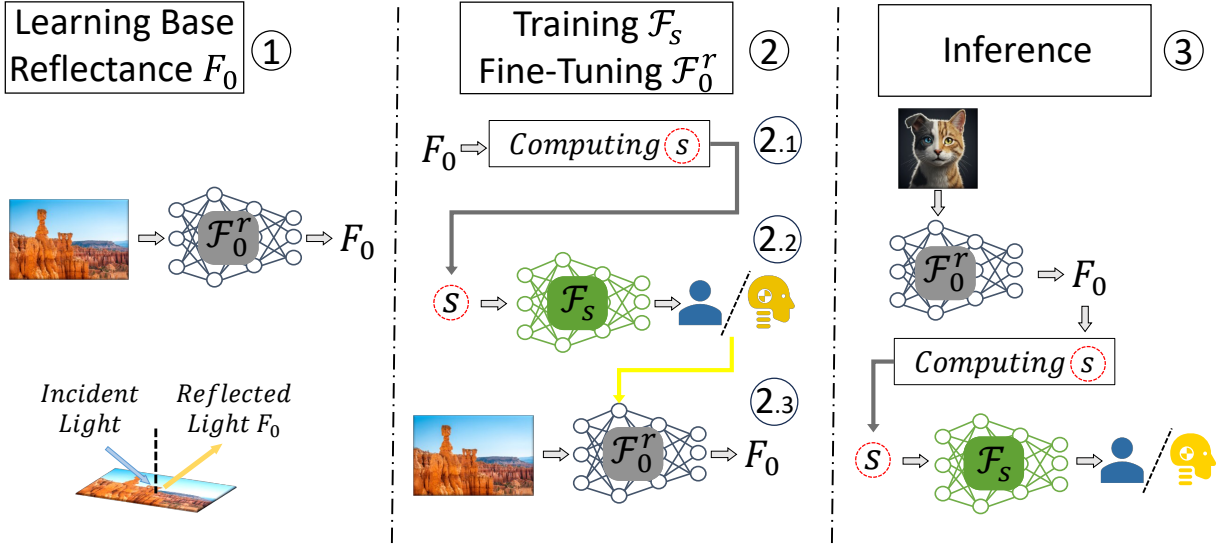 Learning Base
Reflectance F₀
①
ℱ₀ʳ
F₀
Incident
Light
Reflected
Light F₀
Training ℱₛ
Fine-Tuning ℱ₀ʳ
②
F₀
Computing s
2.1
2.2
s
ℱₛ
2.3
ℱ₀ʳ
F₀
Inference
③
ℱ₀ʳ
F₀
Computing s
s
ℱₛ